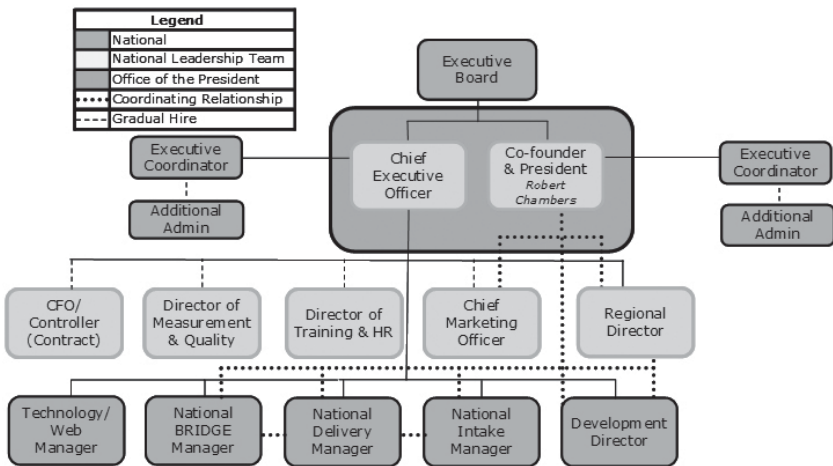 Legend
National
National Leadership Team
Office of the President
Coordinating Relationship
Gradual Hire
Executive
Board
Executive
Coordinator
Additional
Admin
Chief
Executive
Officer
Co-founder
& President
Robert
Chambers
Executive
Coordinator
Additional
Admin
CFO/
Controller
(Contract)
Director of
Measurement
& Quality
Director of
Training & HR
Chief
Marketing
Officer
Regional
Director
Technology/
Web
Manager
National
BRIDGE
Manager
National
Delivery
Manager
National
Intake
Manager
Development
Director